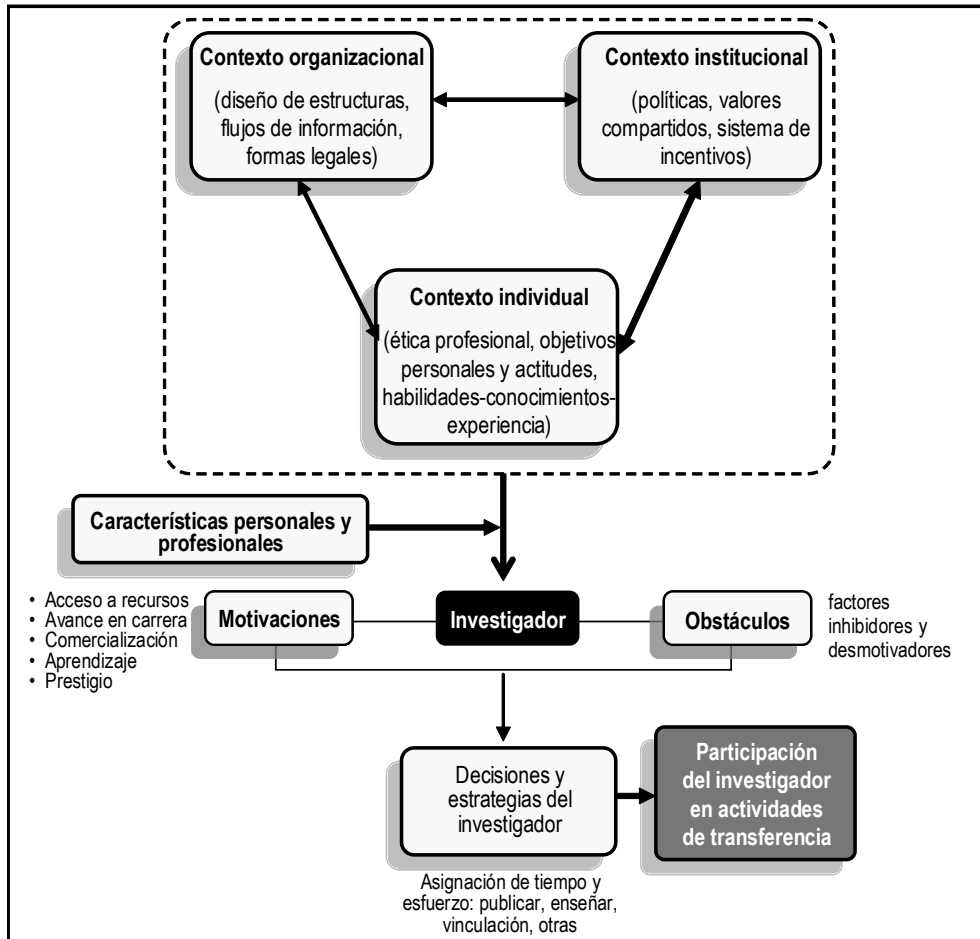 Contexto organizacional
(diseño de estructuras,
flujos de información,
formas legales)
Contexto institucional
(políticas, valores
compartidos, sistema de
incentivos)
Contexto individual
(ética profesional, objetivos
personales y actitudes,
habilidades-conocimientos-
experiencia)
Características personales y
profesionales
• Acceso a recursos
• Avance en carrera
• Comercialización
• Aprendizaje
• Prestigio
Motivaciones
Investigador
Obstáculos
factores
inhibidores y
desmotivadores
Decisiones y
estrategias del
investigador
Participación
del investigador
en actividades
de transferencia
Asignación de tiempo y
esfuerzo: publicar, enseñar,
vinculación, otras